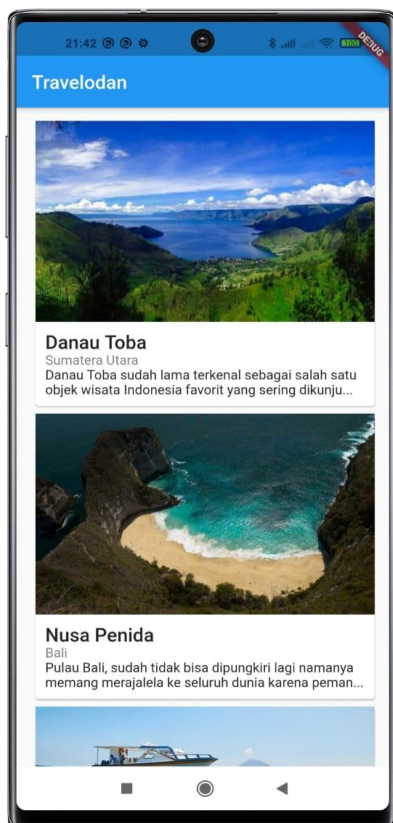 21:42
100
DEBUG
Travelodan
Danau Toba
Sumatera Utara
Danau Toba sudah lama terkenal sebagai salah satu
objek wisata Indonesia favorit yang sering dikunju...
Nusa Penida
Bali
Pulau Bali, sudah tidak bisa dipungkiri lagi namanya
memang merajalela ke seluruh dunia karena peman...